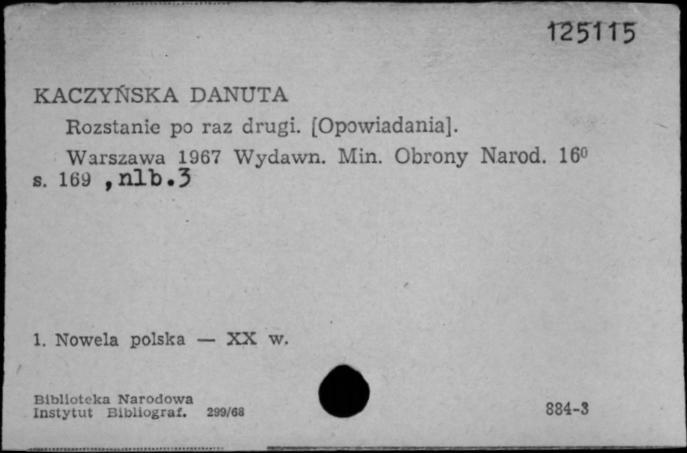 125115
KACZYŃSKA DANUTA
Rozstanie po raz drugi. [Opowiadania].
Warszawa 1967 Wydawn. Min. Obrony Narod. 16⁰
s. 169 , nlb.3
1. Nowela polska — XX w.
Biblioteka Narodowa
Instytut Bibliograf. 299/68
884-3